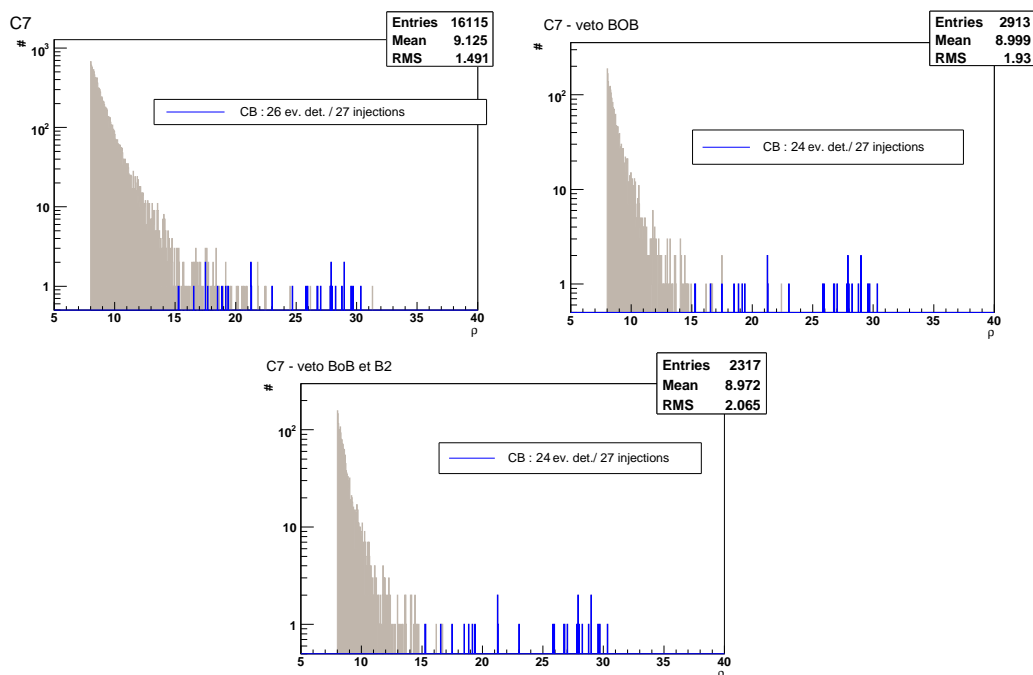 C7
Entries 16115
Mean 9.125
RMS 1.491
#
10³
10²
10
1
CB : 26 ev. det. / 27 injections
5 10 15 20 25 30 35 40
ρ
C7 - veto BOB
Entries 2913
Mean 8.999
RMS 1.93
#
10²
10
1
CB : 24 ev. det./ 27 injections
5 10 15 20 25 30 35 40
ρ
C7 - veto BoB et B2
Entries 2317
Mean 8.972
RMS 2.065
#
10²
10
1
CB : 24 ev. det./ 27 injections
5 10 15 20 25 30 35 40
ρ